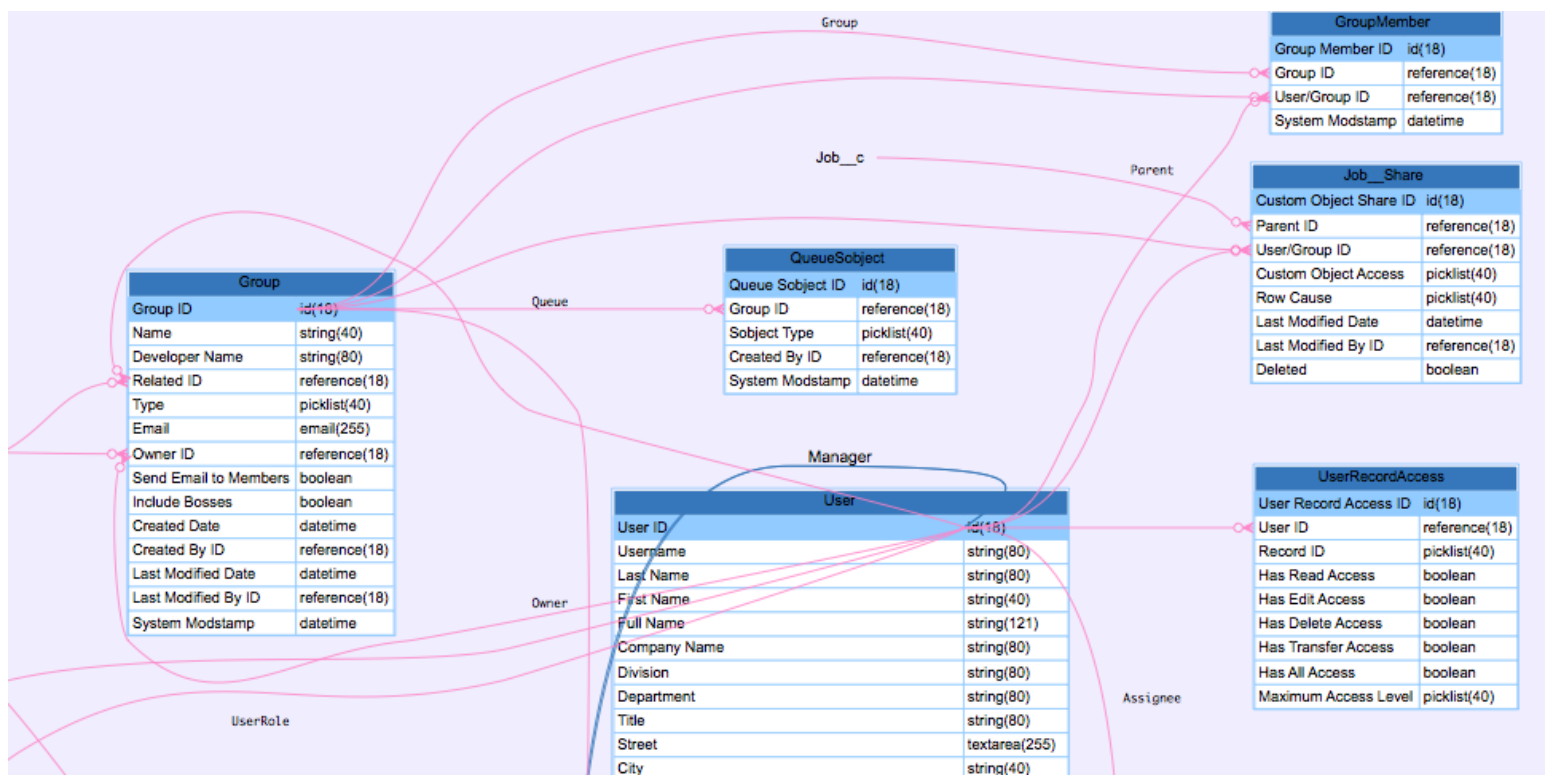 Group
GroupMember
Group Member ID id(18)
Group ID reference(18)
User/Group ID reference(18)
System Modstamp datetime
Job__c
Parent
Job__Share
Custom Object Share ID id(18)
Parent ID reference(18)
User/Group ID reference(18)
Custom Object Access picklist(40)
Row Cause picklist(40)
Last Modified Date datetime
Last Modified By ID reference(18)
Deleted boolean
QueueSobject
Queue Sobject ID id(18)
Group ID reference(18)
Sobject Type picklist(40)
Created By ID reference(18)
System Modstamp datetime
Queue
Group
Group ID id(18)
Name string(40)
Developer Name string(80)
Related ID reference(18)
Type picklist(40)
Email email(255)
Owner ID reference(18)
Send Email to Members boolean
Include Bosses boolean
Created Date datetime
Created By ID reference(18)
Last Modified Date datetime
Last Modified By ID reference(18)
System Modstamp datetime
Manager
User
User ID id(18)
Username string(80)
Last Name string(80)
First Name string(40)
Full Name string(121)
Company Name string(80)
Division string(80)
Department string(80)
Title string(80)
Street textarea(255)
City string(40)
UserRecordAccess
User Record Access ID id(18)
User ID reference(18)
Record ID picklist(40)
Has Read Access boolean
Has Edit Access boolean
Has Delete Access boolean
Has Transfer Access boolean
Has All Access boolean
Maximum Access Level picklist(40)
Owner
Assignee
UserRole